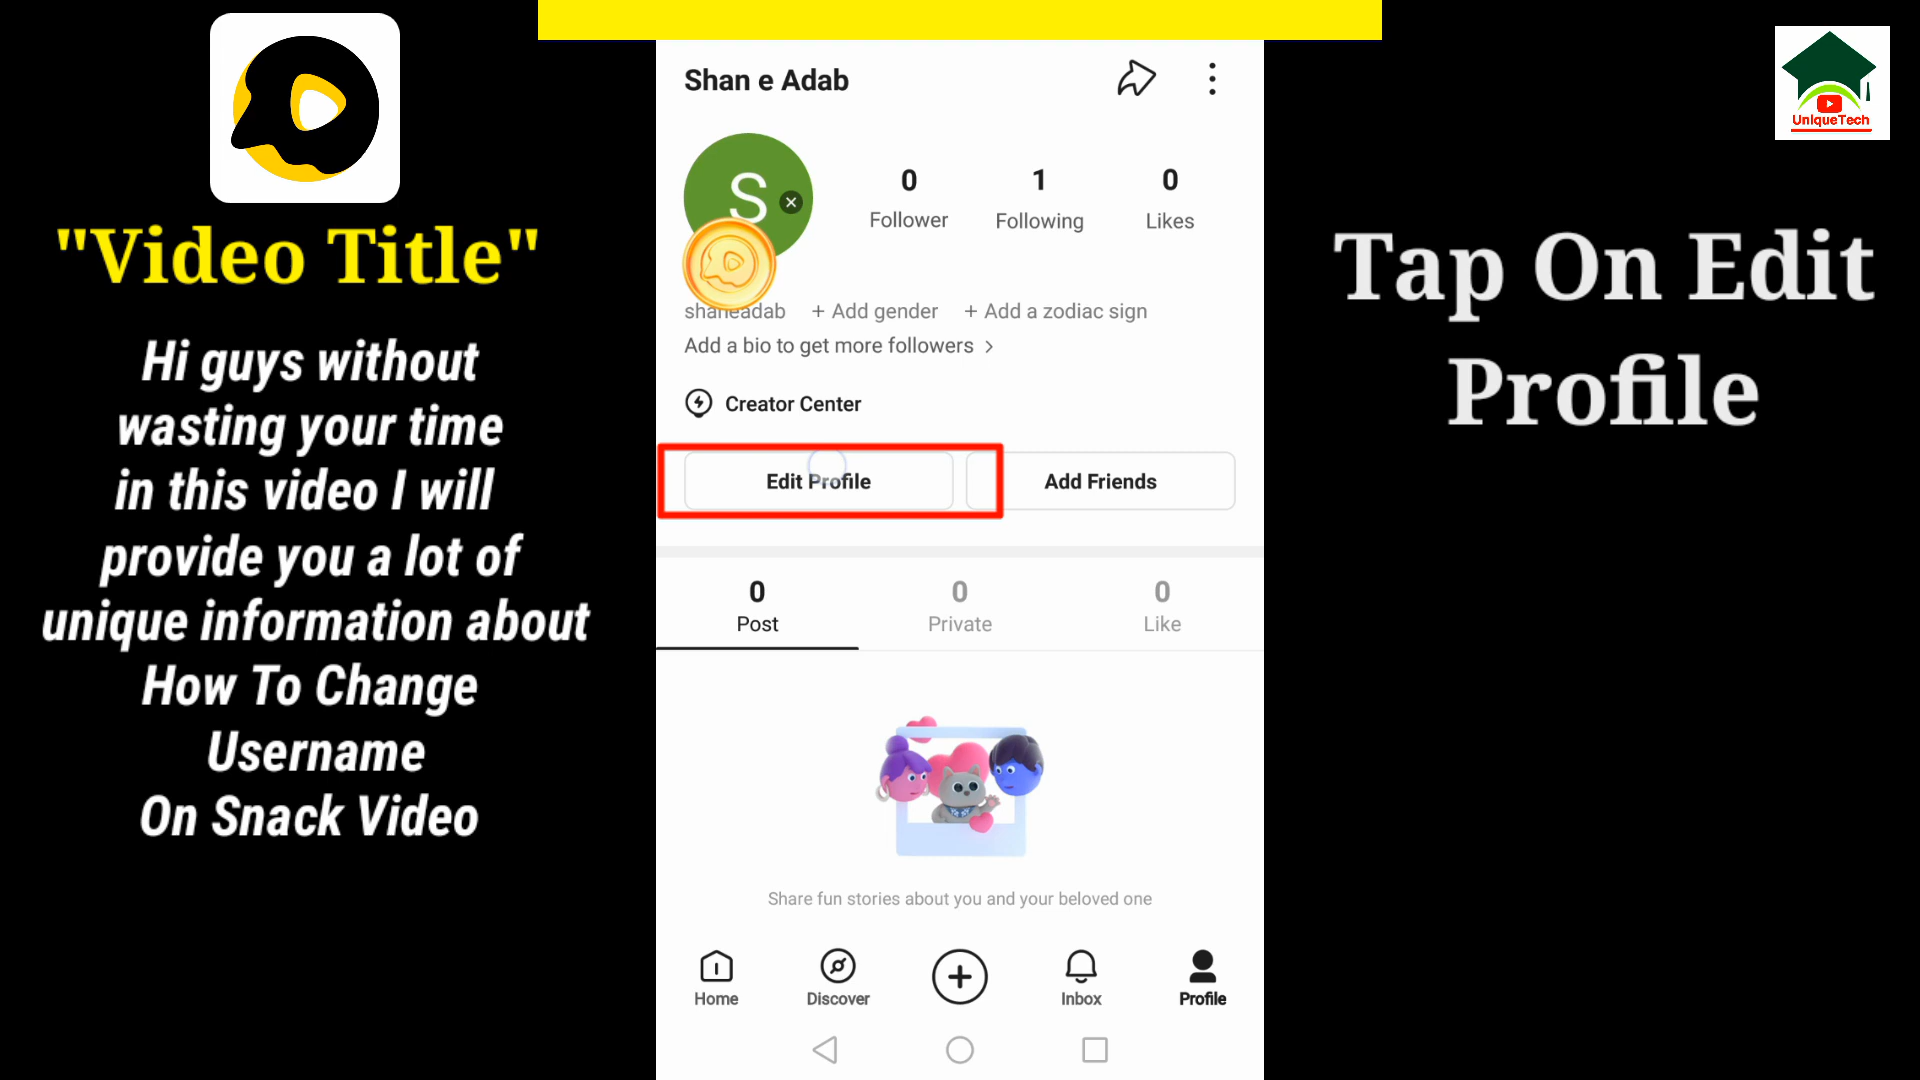 "Video Title"
Hi guys without
wasting your time
in this video I will
provide you a lot of
unique information about
How To Change
Username
On Snack Video
Shan e Adab
S
0
Follower
1
Following
0
Likes
shaneadab
+ Add gender
+ Add a zodiac sign
Add a bio to get more followers >
Creator Center
Edit Profile
Add Friends
0
Post
0
Private
0
Like
Share fun stories about you and your beloved one
Home
Discover
Inbox
Profile
UniqueTech
Tap On Edit
Profile